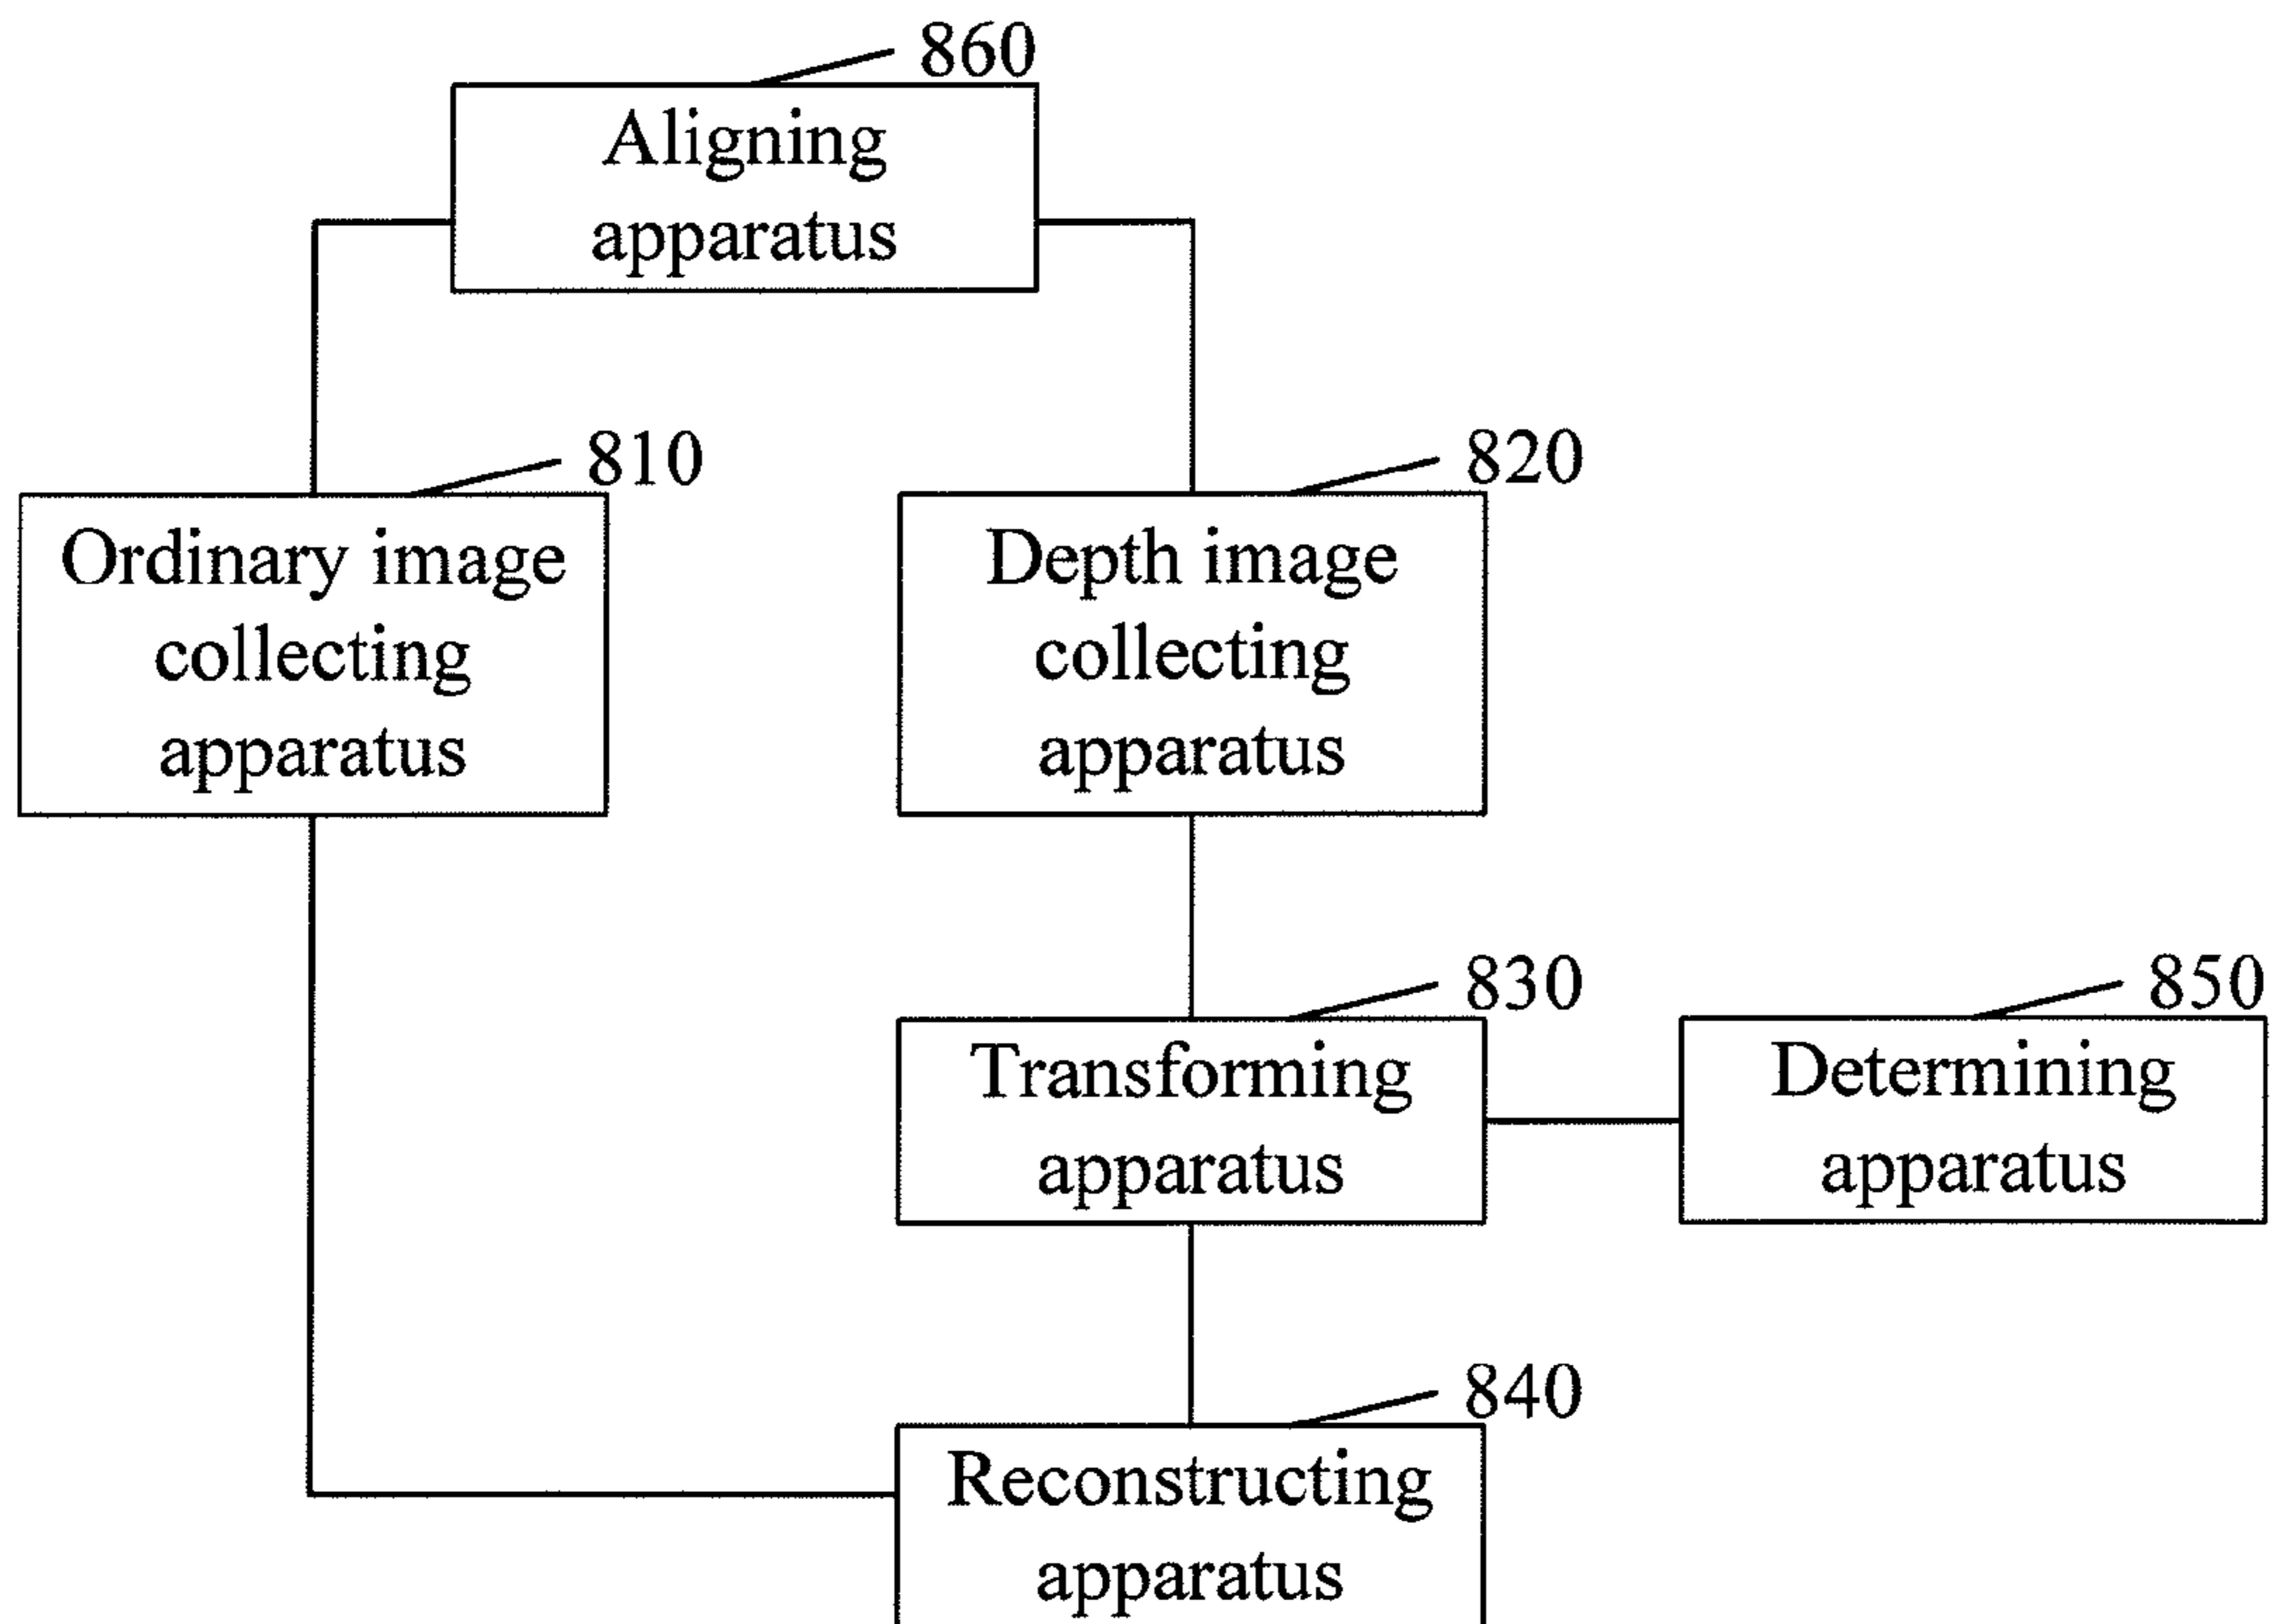 860
Aligning
apparatus
810
Ordinary image
collecting
apparatus
820
Depth image
collecting
apparatus
830
Transforming
apparatus
850
Determining
apparatus
840
Reconstructing
apparatus